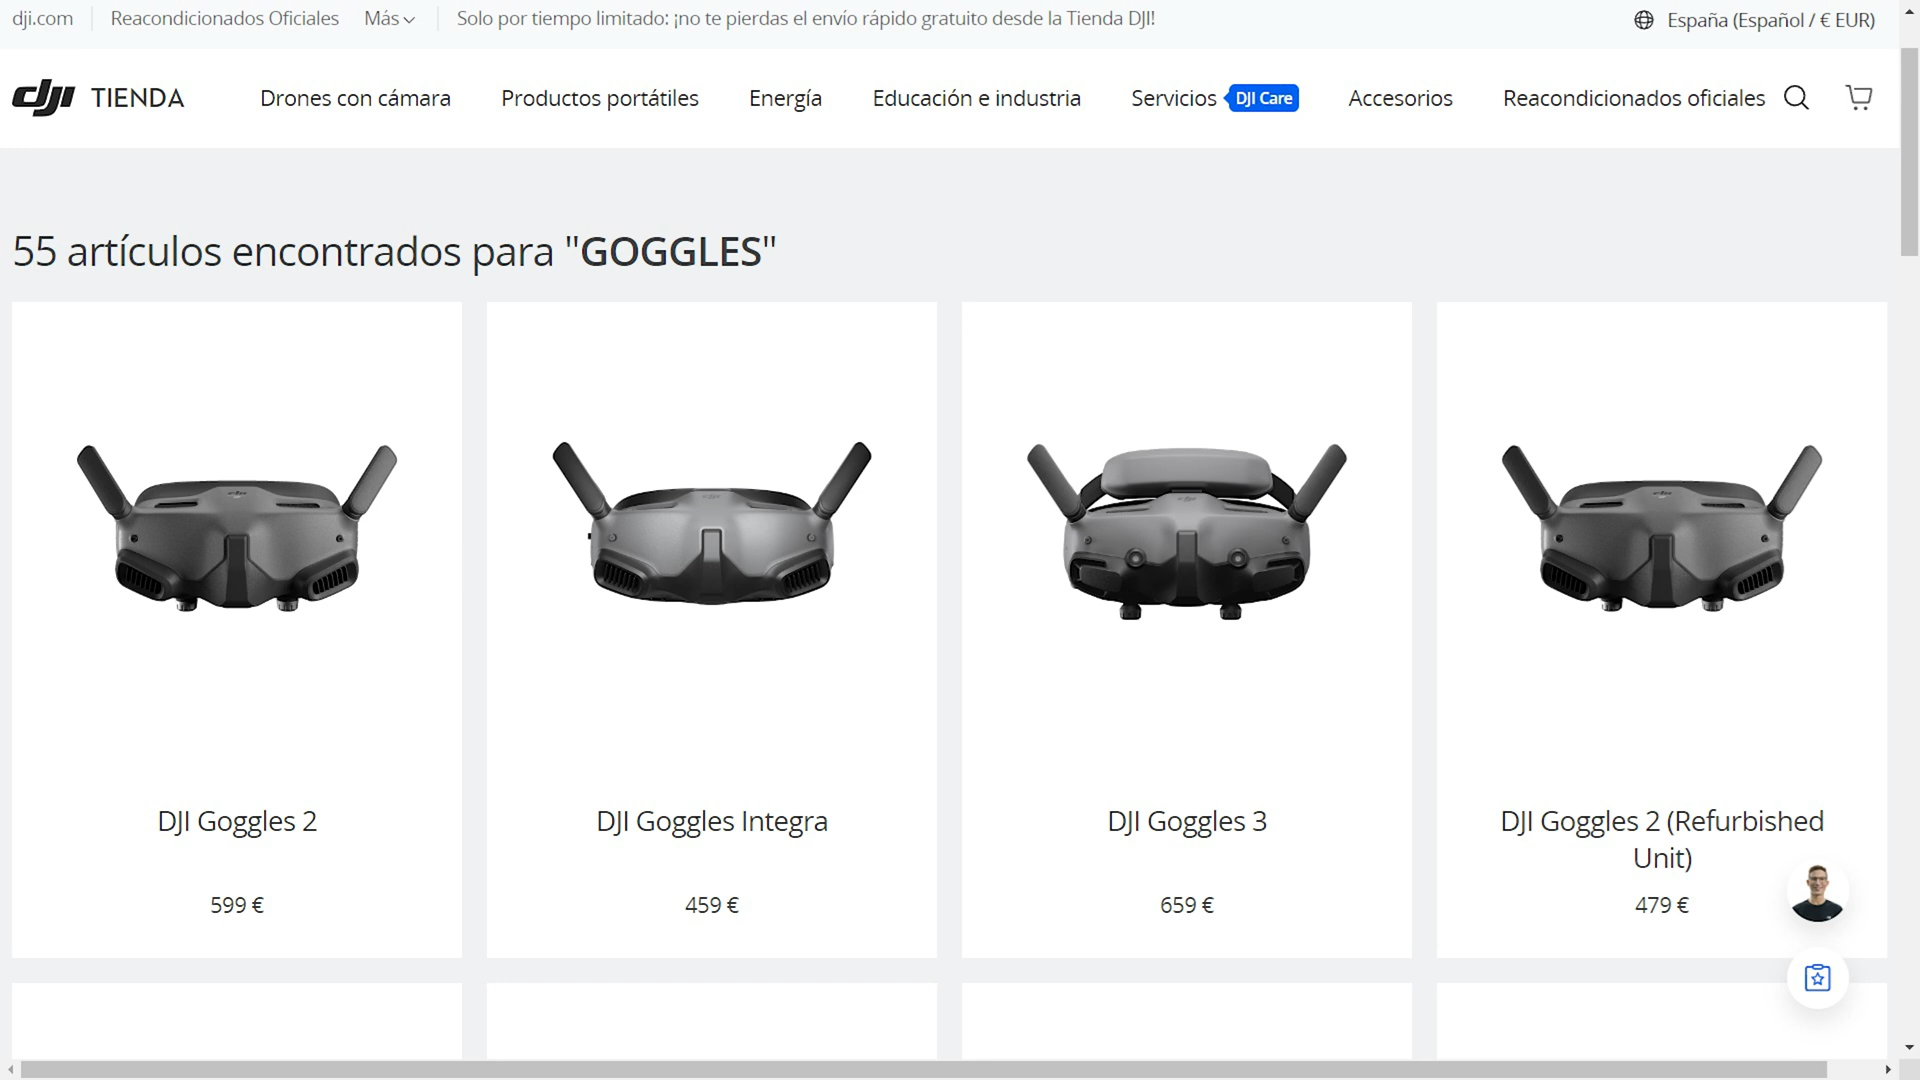 dji.com
Reacondicionados Oficiales
Más
Solo por tiempo limitado: ¡no te pierdas el envío rápido gratuito desde la Tienda DJI!
España (Español / € EUR)
dji TIENDA
Drones con cámara
Productos portátiles
Energía
Educación e industria
Servicios
DJI Care
Accesorios
Reacondicionados oficiales
55 artículos encontrados para "GOGGLES"
DJI Goggles 2
599 €
DJI Goggles Integra
459 €
DJI Goggles 3
659 €
DJI Goggles 2 (Refurbished
Unit)
479 €